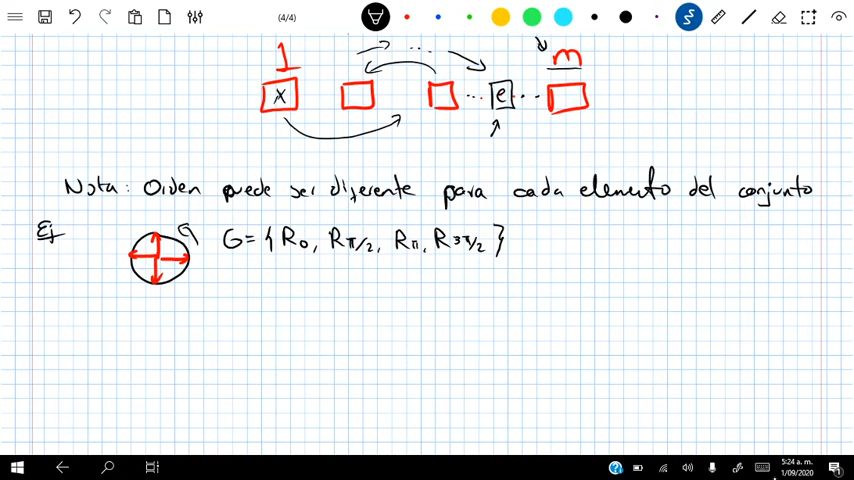 (4/4)
1 m
x ... e ...
Nota: Orden puede ser diferente para cada elemento del conjunto
Ej G = { R0, Rπ/2, Rπ, R3π/2 }
5:24 a. m.
1/09/2020